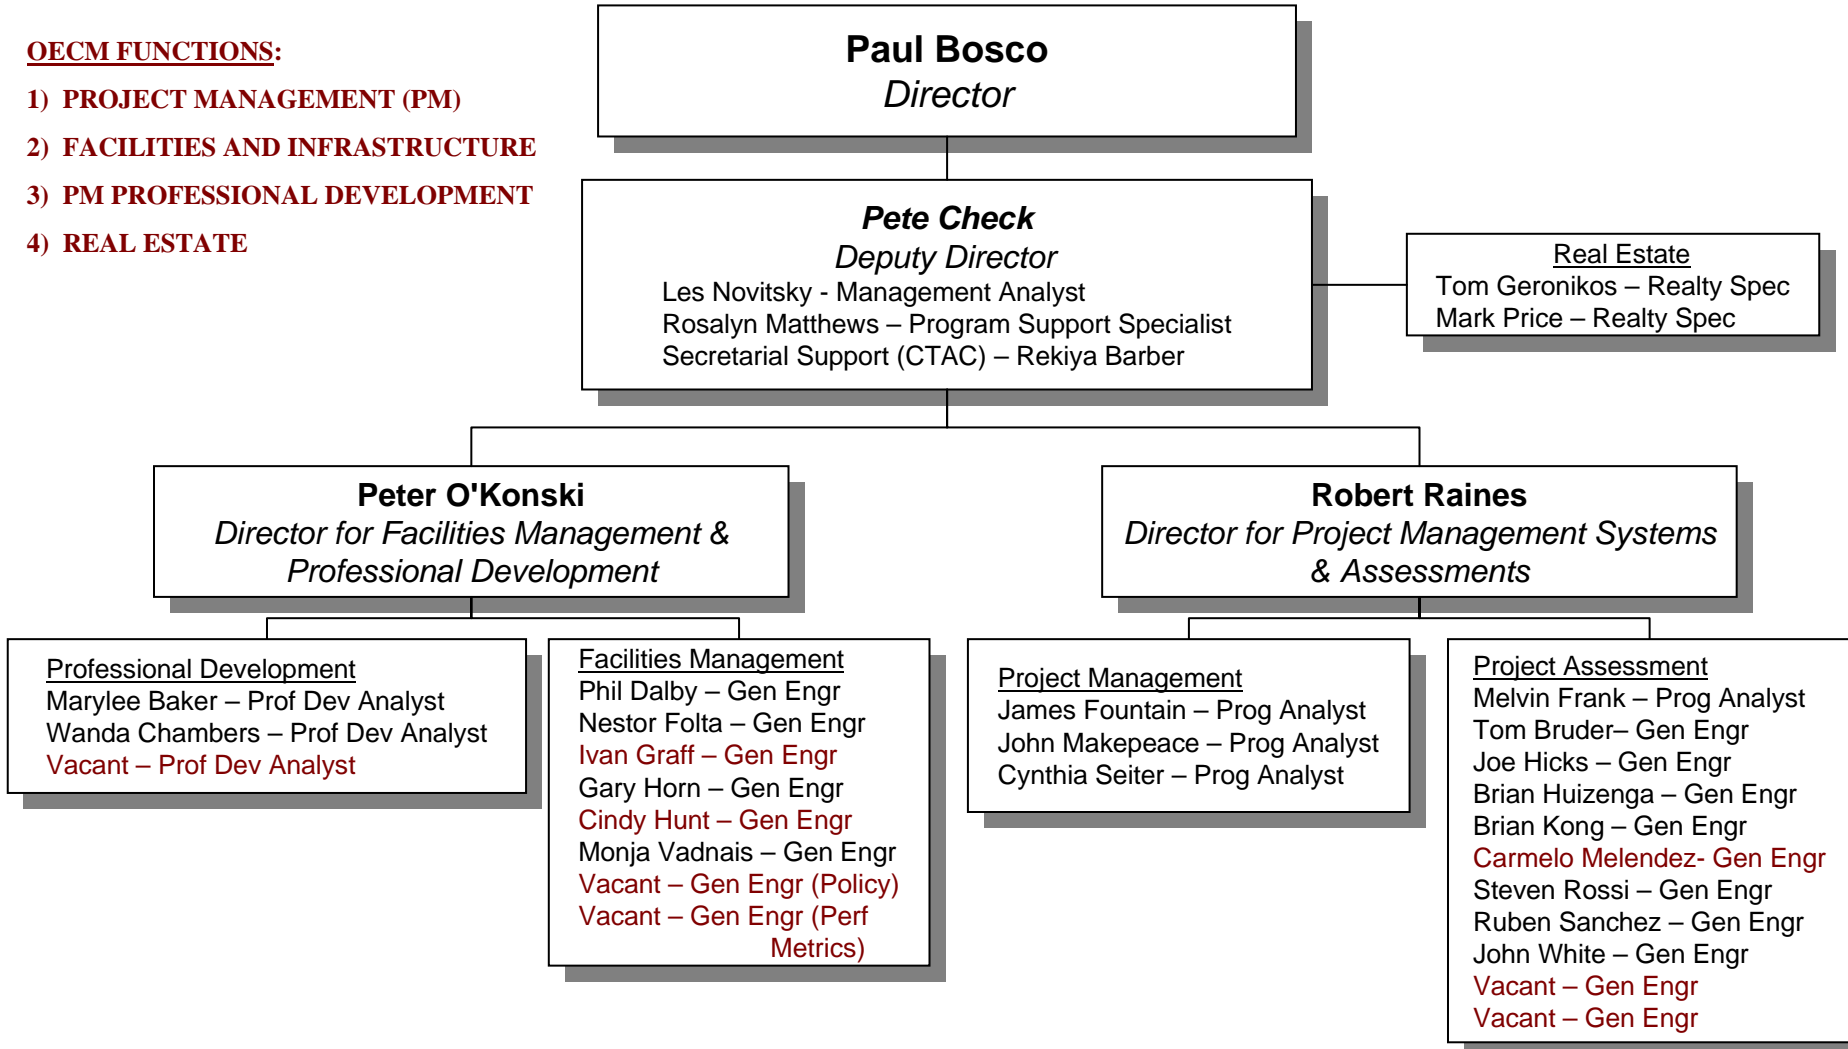 OECM FUNCTIONS:
1) PROJECT MANAGEMENT (PM)
2) FACILITIES AND INFRASTRUCTURE
3) PM PROFESSIONAL DEVELOPMENT
4) REAL ESTATE
Paul Bosco
Director
Pete Check
Deputy Director
Les Novitsky - Management Analyst
Rosalyn Matthews – Program Support Specialist
Secretarial Support (CTAC) – Rekiya Barber
Real Estate
Tom Geronikos – Realty Spec
Mark Price – Realty Spec
Peter O'Konski
Director for Facilities Management &
Professional Development
Robert Raines
Director for Project Management Systems
& Assessments
Professional Development
Marylee Baker – Prof Dev Analyst
Wanda Chambers – Prof Dev Analyst
Vacant – Prof Dev Analyst
Facilities Management
Phil Dalby – Gen Engr
Nestor Folta – Gen Engr
Ivan Graff – Gen Engr
Gary Horn – Gen Engr
Cindy Hunt – Gen Engr
Monja Vadnais – Gen Engr
Vacant – Gen Engr (Policy)
Vacant – Gen Engr (Perf
Metrics)
Project Management
James Fountain – Prog Analyst
John Makepeace – Prog Analyst
Cynthia Seiter – Prog Analyst
Project Assessment
Melvin Frank – Prog Analyst
Tom Bruder– Gen Engr
Joe Hicks – Gen Engr
Brian Huizenga – Gen Engr
Brian Kong – Gen Engr
Carmelo Melendez- Gen Engr
Steven Rossi – Gen Engr
Ruben Sanchez – Gen Engr
John White – Gen Engr
Vacant – Gen Engr
Vacant – Gen Engr